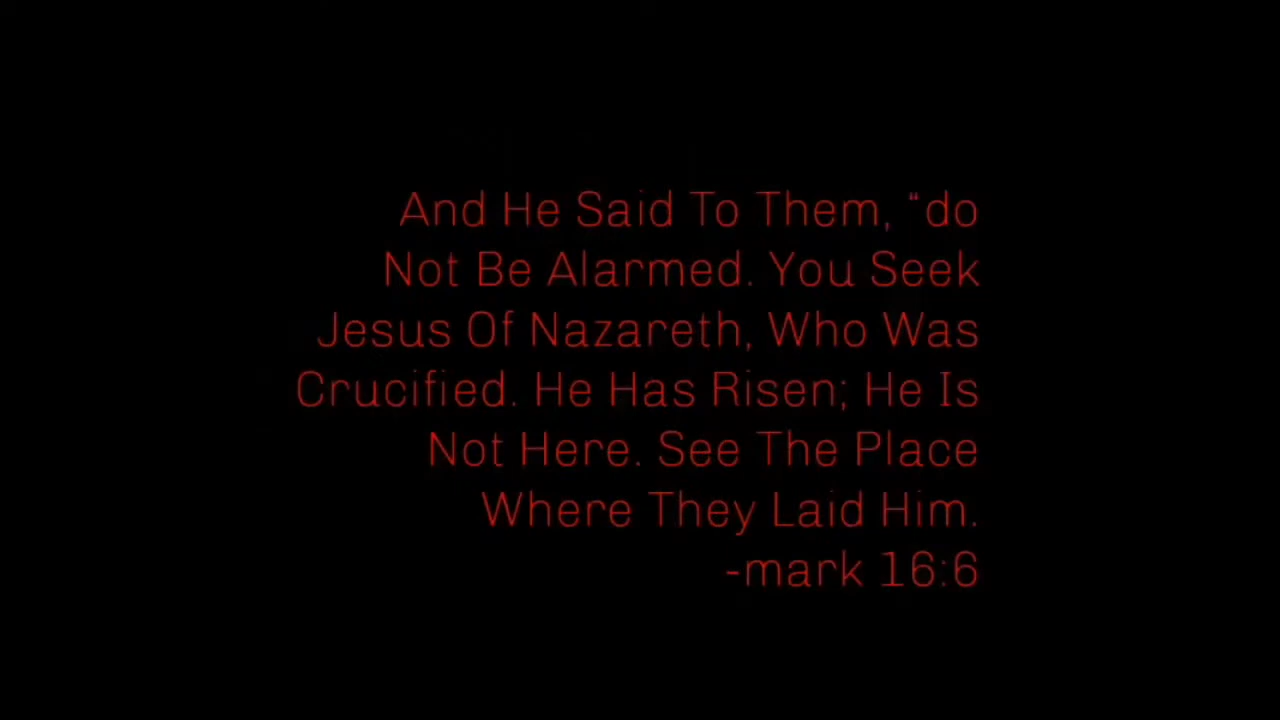 And He Said To Them, “do
Not Be Alarmed. You Seek
Jesus Of Nazareth, Who Was
Crucified. He Has Risen; He Is
Not Here. See The Place
Where They Laid Him.
-mark 16:6